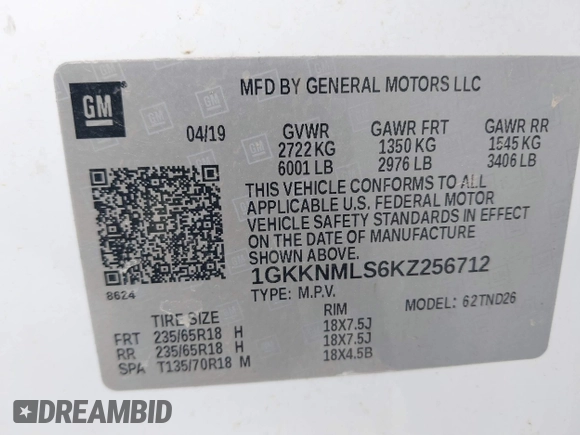 GM
MFD BY GENERAL MOTORS LLC
04/19 GVWR GAWR FRT GAWR RR
2722 KG 1350 KG 1545 KG
6001 LB 2976 LB 3406 LB
THIS VEHICLE CONFORMS TO ALL
APPLICABLE U.S. FEDERAL MOTOR
VEHICLE SAFETY STANDARDS IN EFFECT
ON THE DATE OF MANUFACTURE
SHOWN ABOVE.
1GKKNMLS6KZ256712
TYPE: M.P.V. MODEL: 62TND26
8624
TIRE SIZE RIM
FRT 235/65R18 H 18X7.5J
RR 235/65R18 H 18X7.5J
SPA T135/70R18 M 18X4.5B
DREAMBID